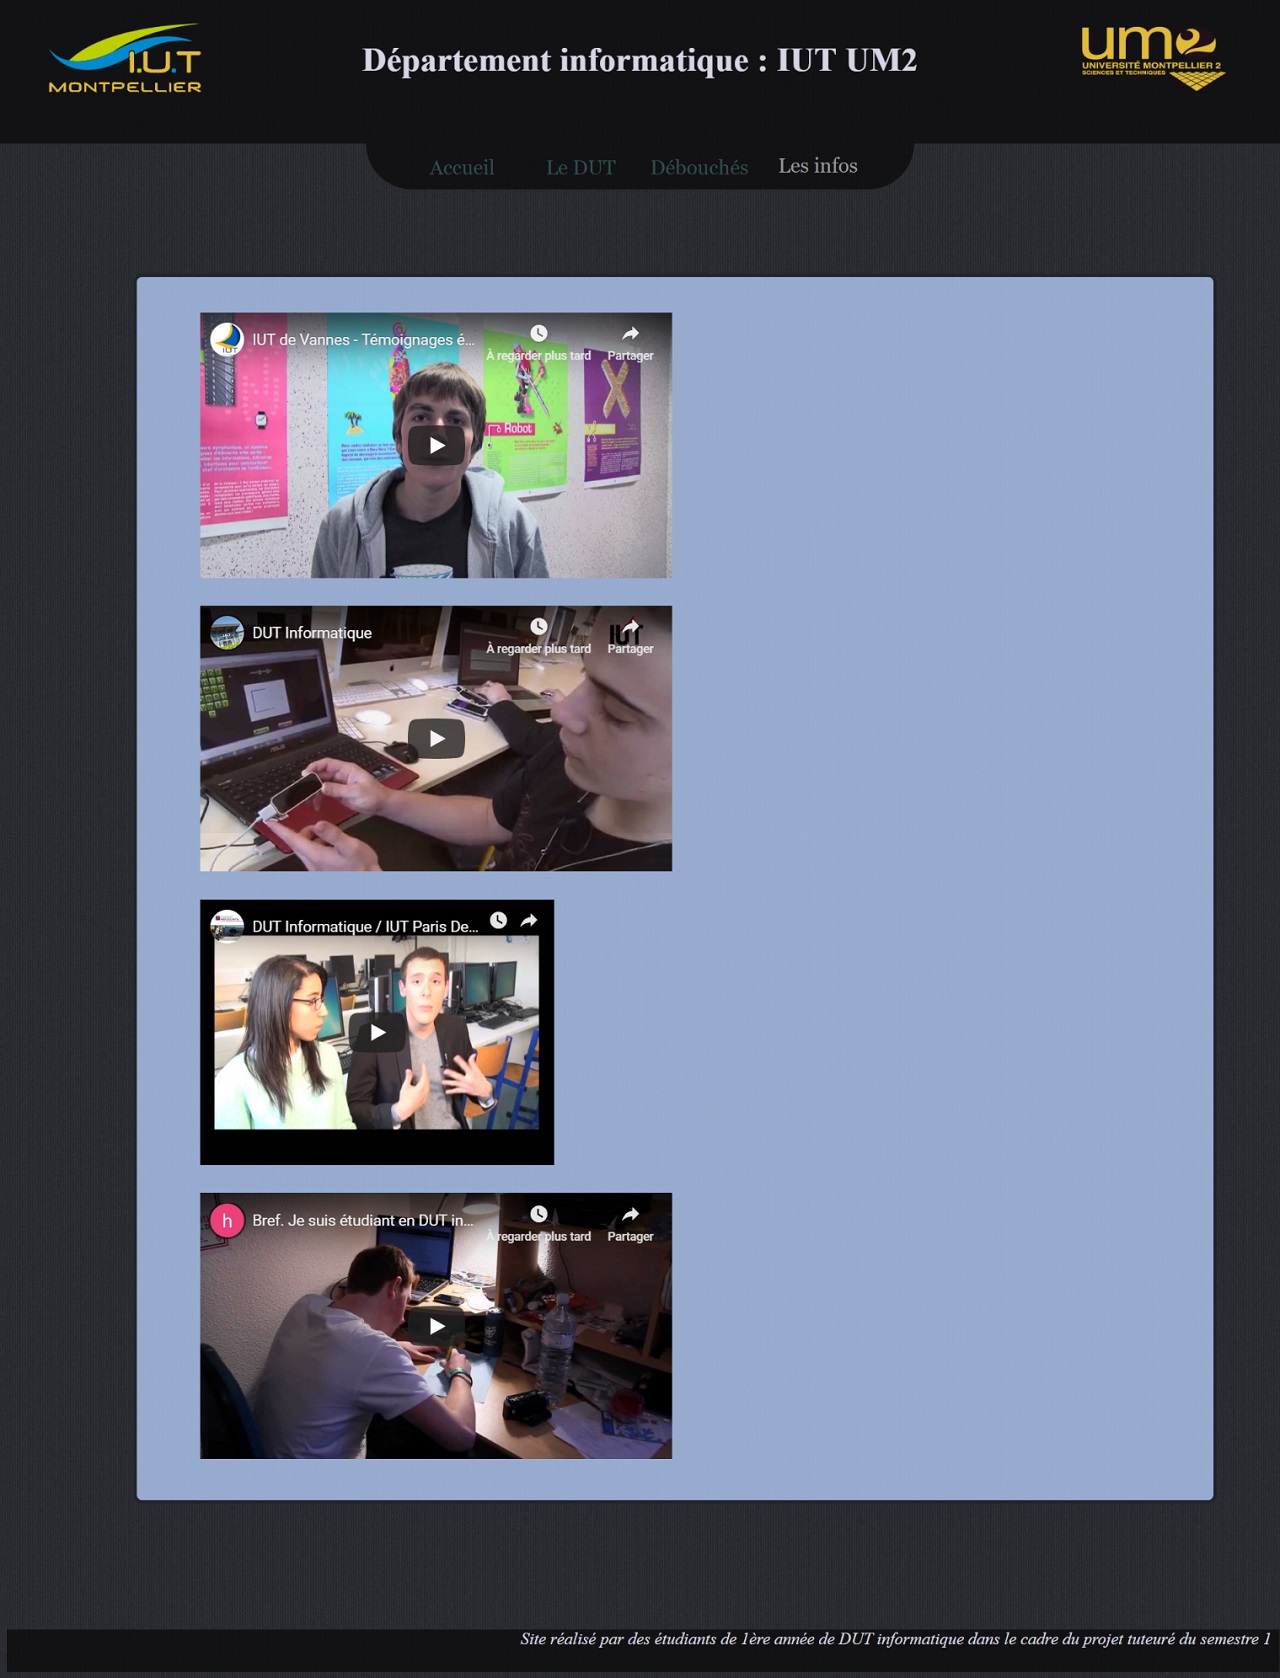 I.U.T
MONTPELLIER
Département informatique : IUT UM2
um2
UNIVERSITÉ MONTPELLIER 2
SCIENCES ET TECHNIQUES
Accueil
Le DUT
Débouchés
Les infos
IUT
IUT de Vannes - Témoignages é...
À regarder plus tard
Partager
Robot
DUT Informatique
IUT
À regarder plus tard
Partager
DUT Informatique / IUT Paris De...
h
Bref. Je suis étudiant en DUT in...
À regarder plus tard
Partager
Site réalisé par des étudiants de 1ère année de DUT informatique dans le cadre du projet tuteuré du semestre 1